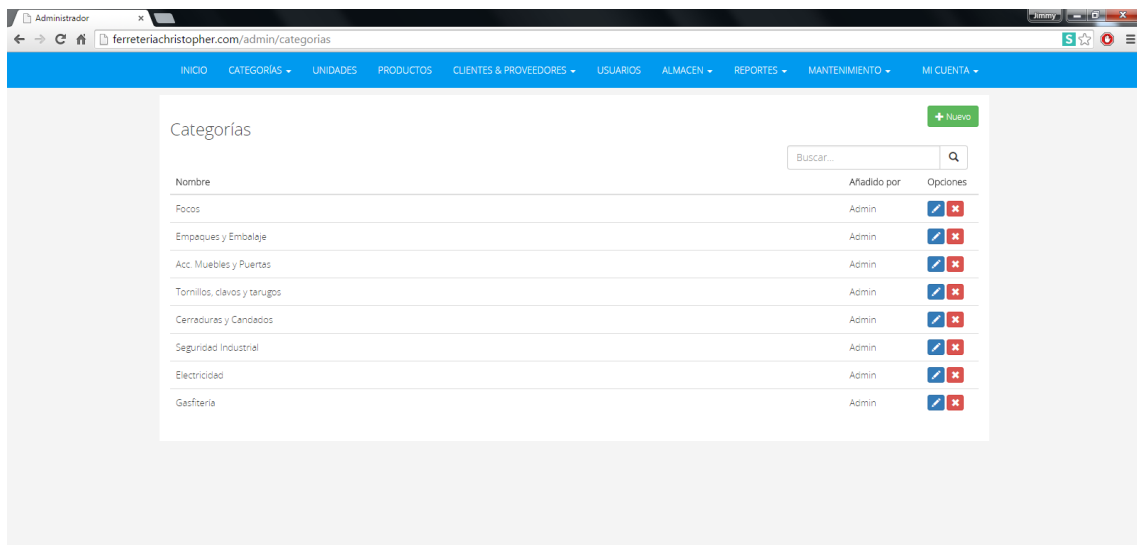 Administrador
Jimmy
ferreteriachristopher.com/admin/categorias
INICIO CATEGORÍAS UNIDADES PRODUCTOS CLIENTES & PROVEEDORES USUARIOS ALMACEN REPORTES MANTENIMIENTO MI CUENTA
Nuevo
Categorías
Buscar...
Nombre Añadido por Opciones
Focos Admin
Empaques y Embalaje Admin
Acc. Muebles y Puertas Admin
Tornillos, clavos y tarugos Admin
Cerraduras y Candados Admin
Seguridad Industrial Admin
Electricidad Admin
Gasfitería Admin